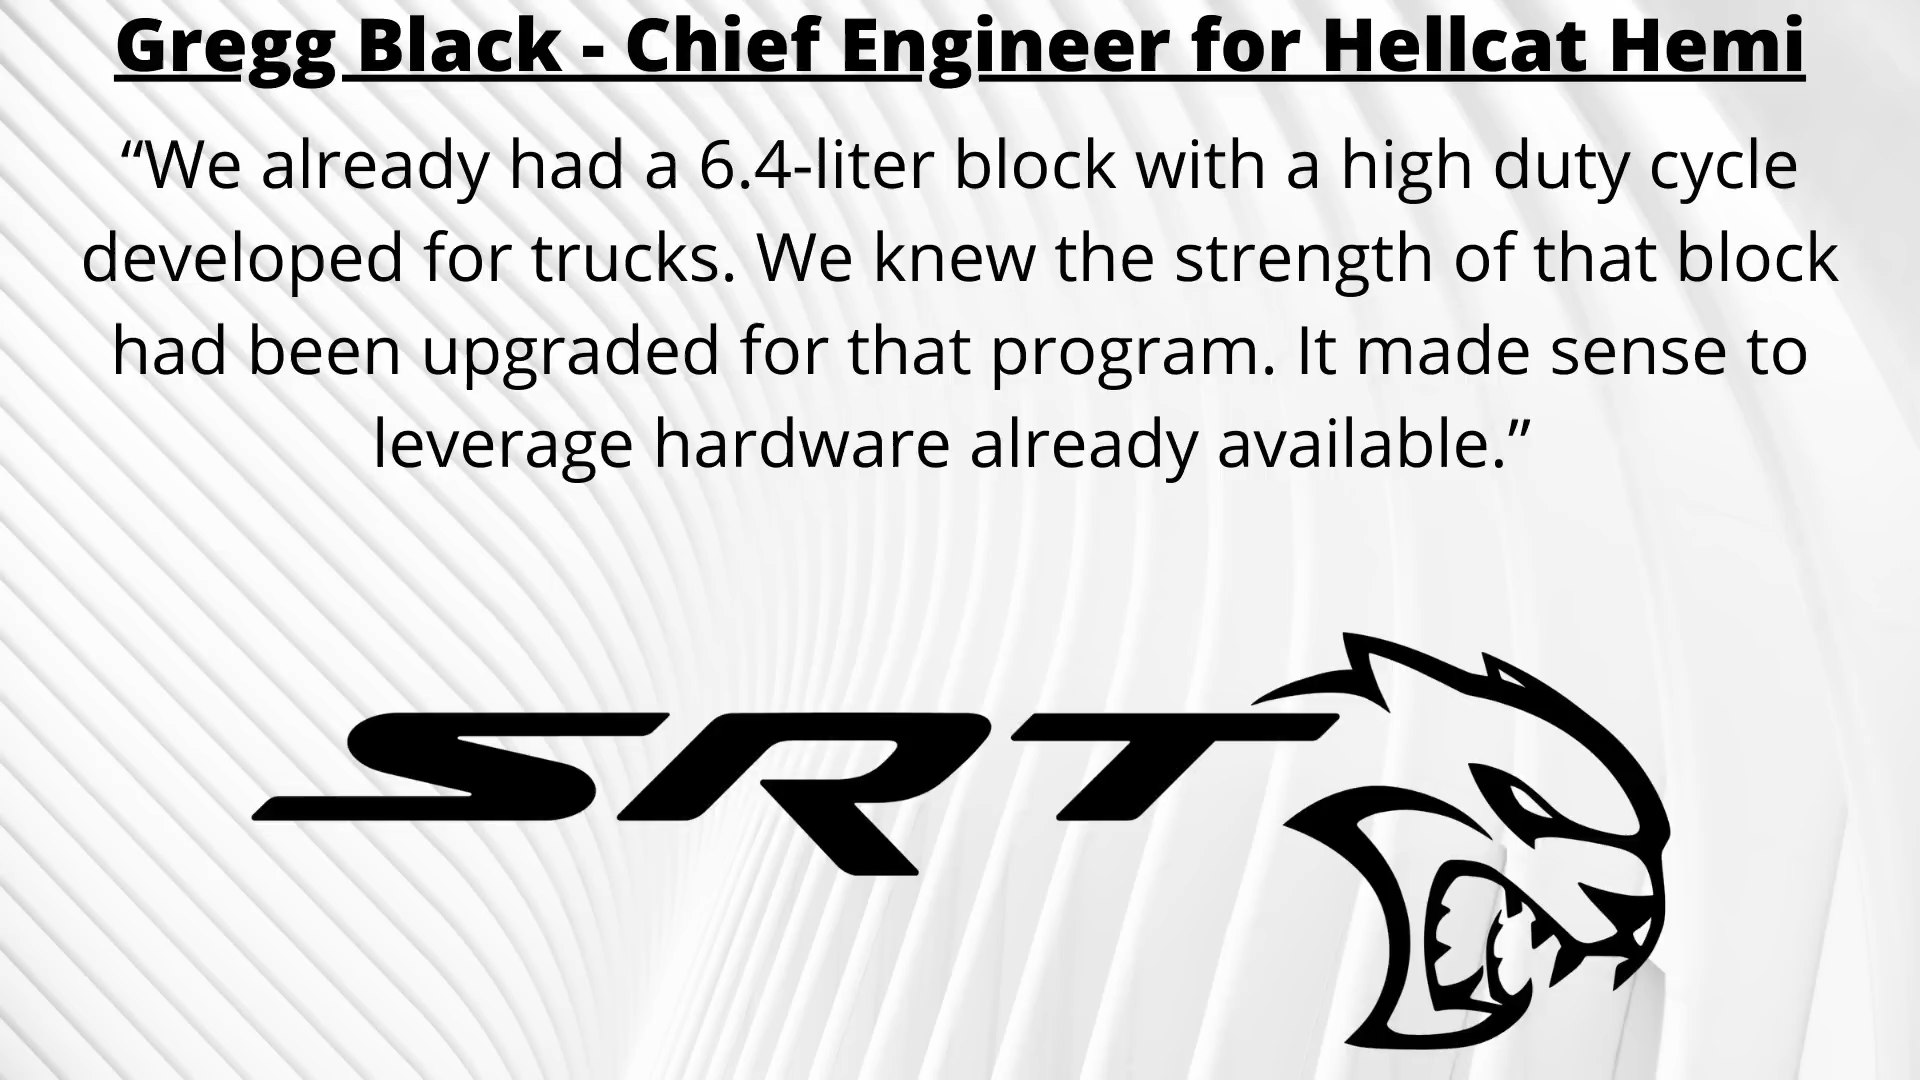 Gregg Black - Chief Engineer for Hellcat Hemi
“We already had a 6.4-liter block with a high duty cycle
developed for trucks. We knew the strength of that block
had been upgraded for that program. It made sense to
leverage hardware already available.”
SRT